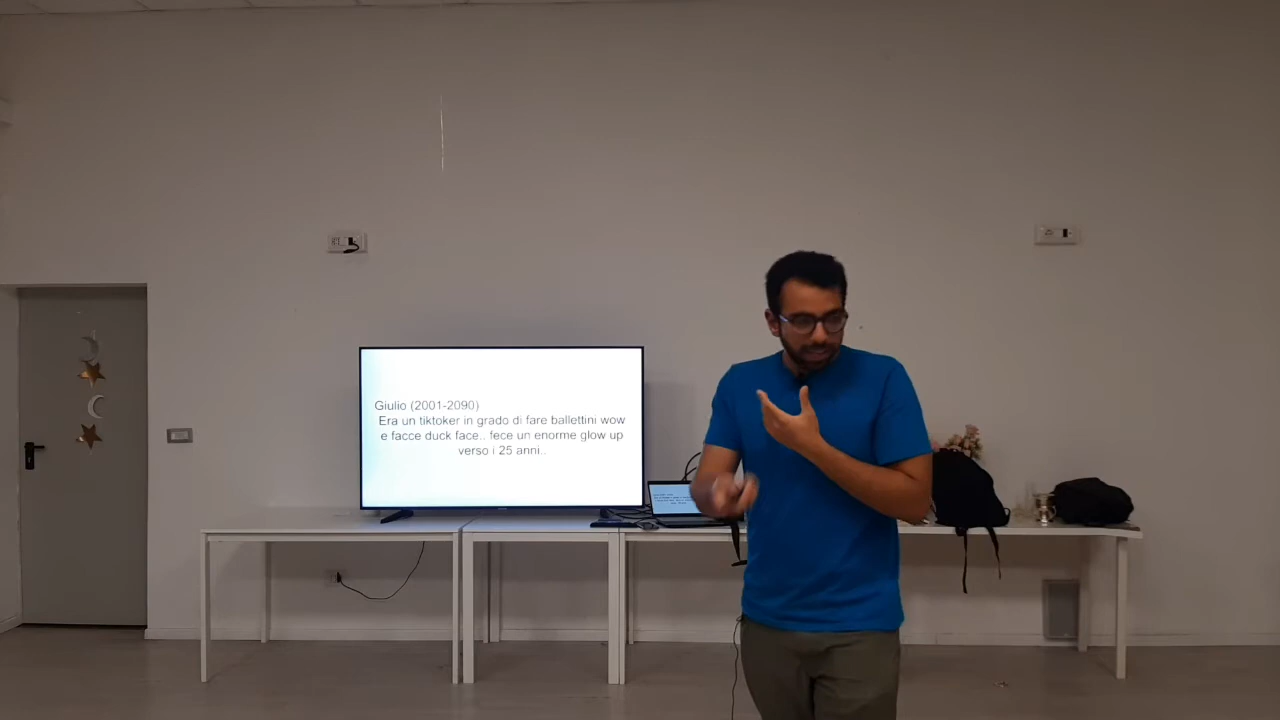 Giulio (2001-2090)
Era un tiktoker in grado di fare ballettini wow
e facce duck face.. fece un enorme glow up
verso i 25 anni..